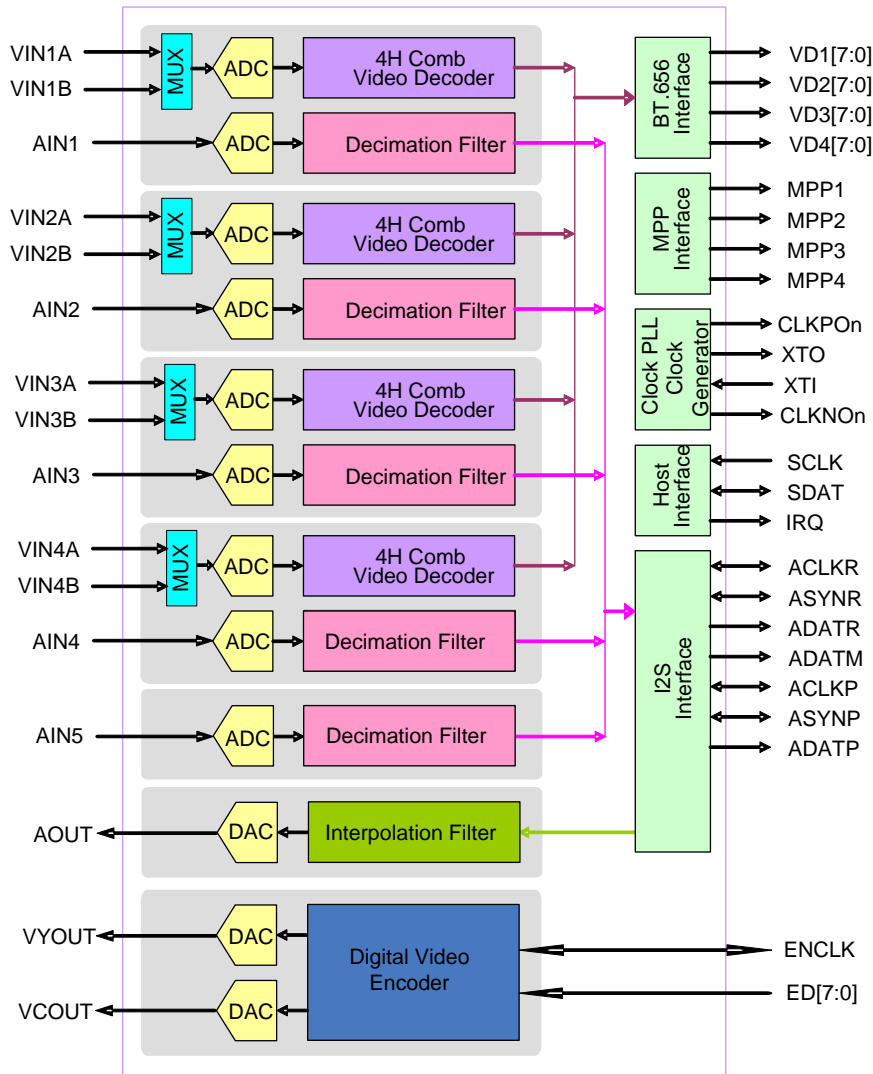 VIN1A
VIN1B
MUX
ADC
4H Comb
Video Decoder
AIN1
ADC
Decimation Filter
VIN2A
VIN2B
MUX
ADC
4H Comb
Video Decoder
AIN2
ADC
Decimation Filter
VIN3A
VIN3B
MUX
ADC
4H Comb
Video Decoder
AIN3
ADC
Decimation Filter
VIN4A
VIN4B
MUX
ADC
4H Comb
Video Decoder
AIN4
ADC
Decimation Filter
AIN5
ADC
Decimation Filter
AOUT
DAC
Interpolation Filter
VYOUT
DAC
VCOUT
DAC
Digital Video
Encoder
BT.656
Interface
VD1[7:0]
VD2[7:0]
VD3[7:0]
VD4[7:0]
MPP
Interface
MPP1
MPP2
MPP3
MPP4
Clock PLL
Clock
Generator
CLKPOn
XTO
XTI
CLKNOn
Host
Interface
SCLK
SDAT
IRQ
I2S
Interface
ACLKR
ASYNR
ADATR
ADATM
ACLKP
ASYNP
ADATP
ENCLK
ED[7:0]